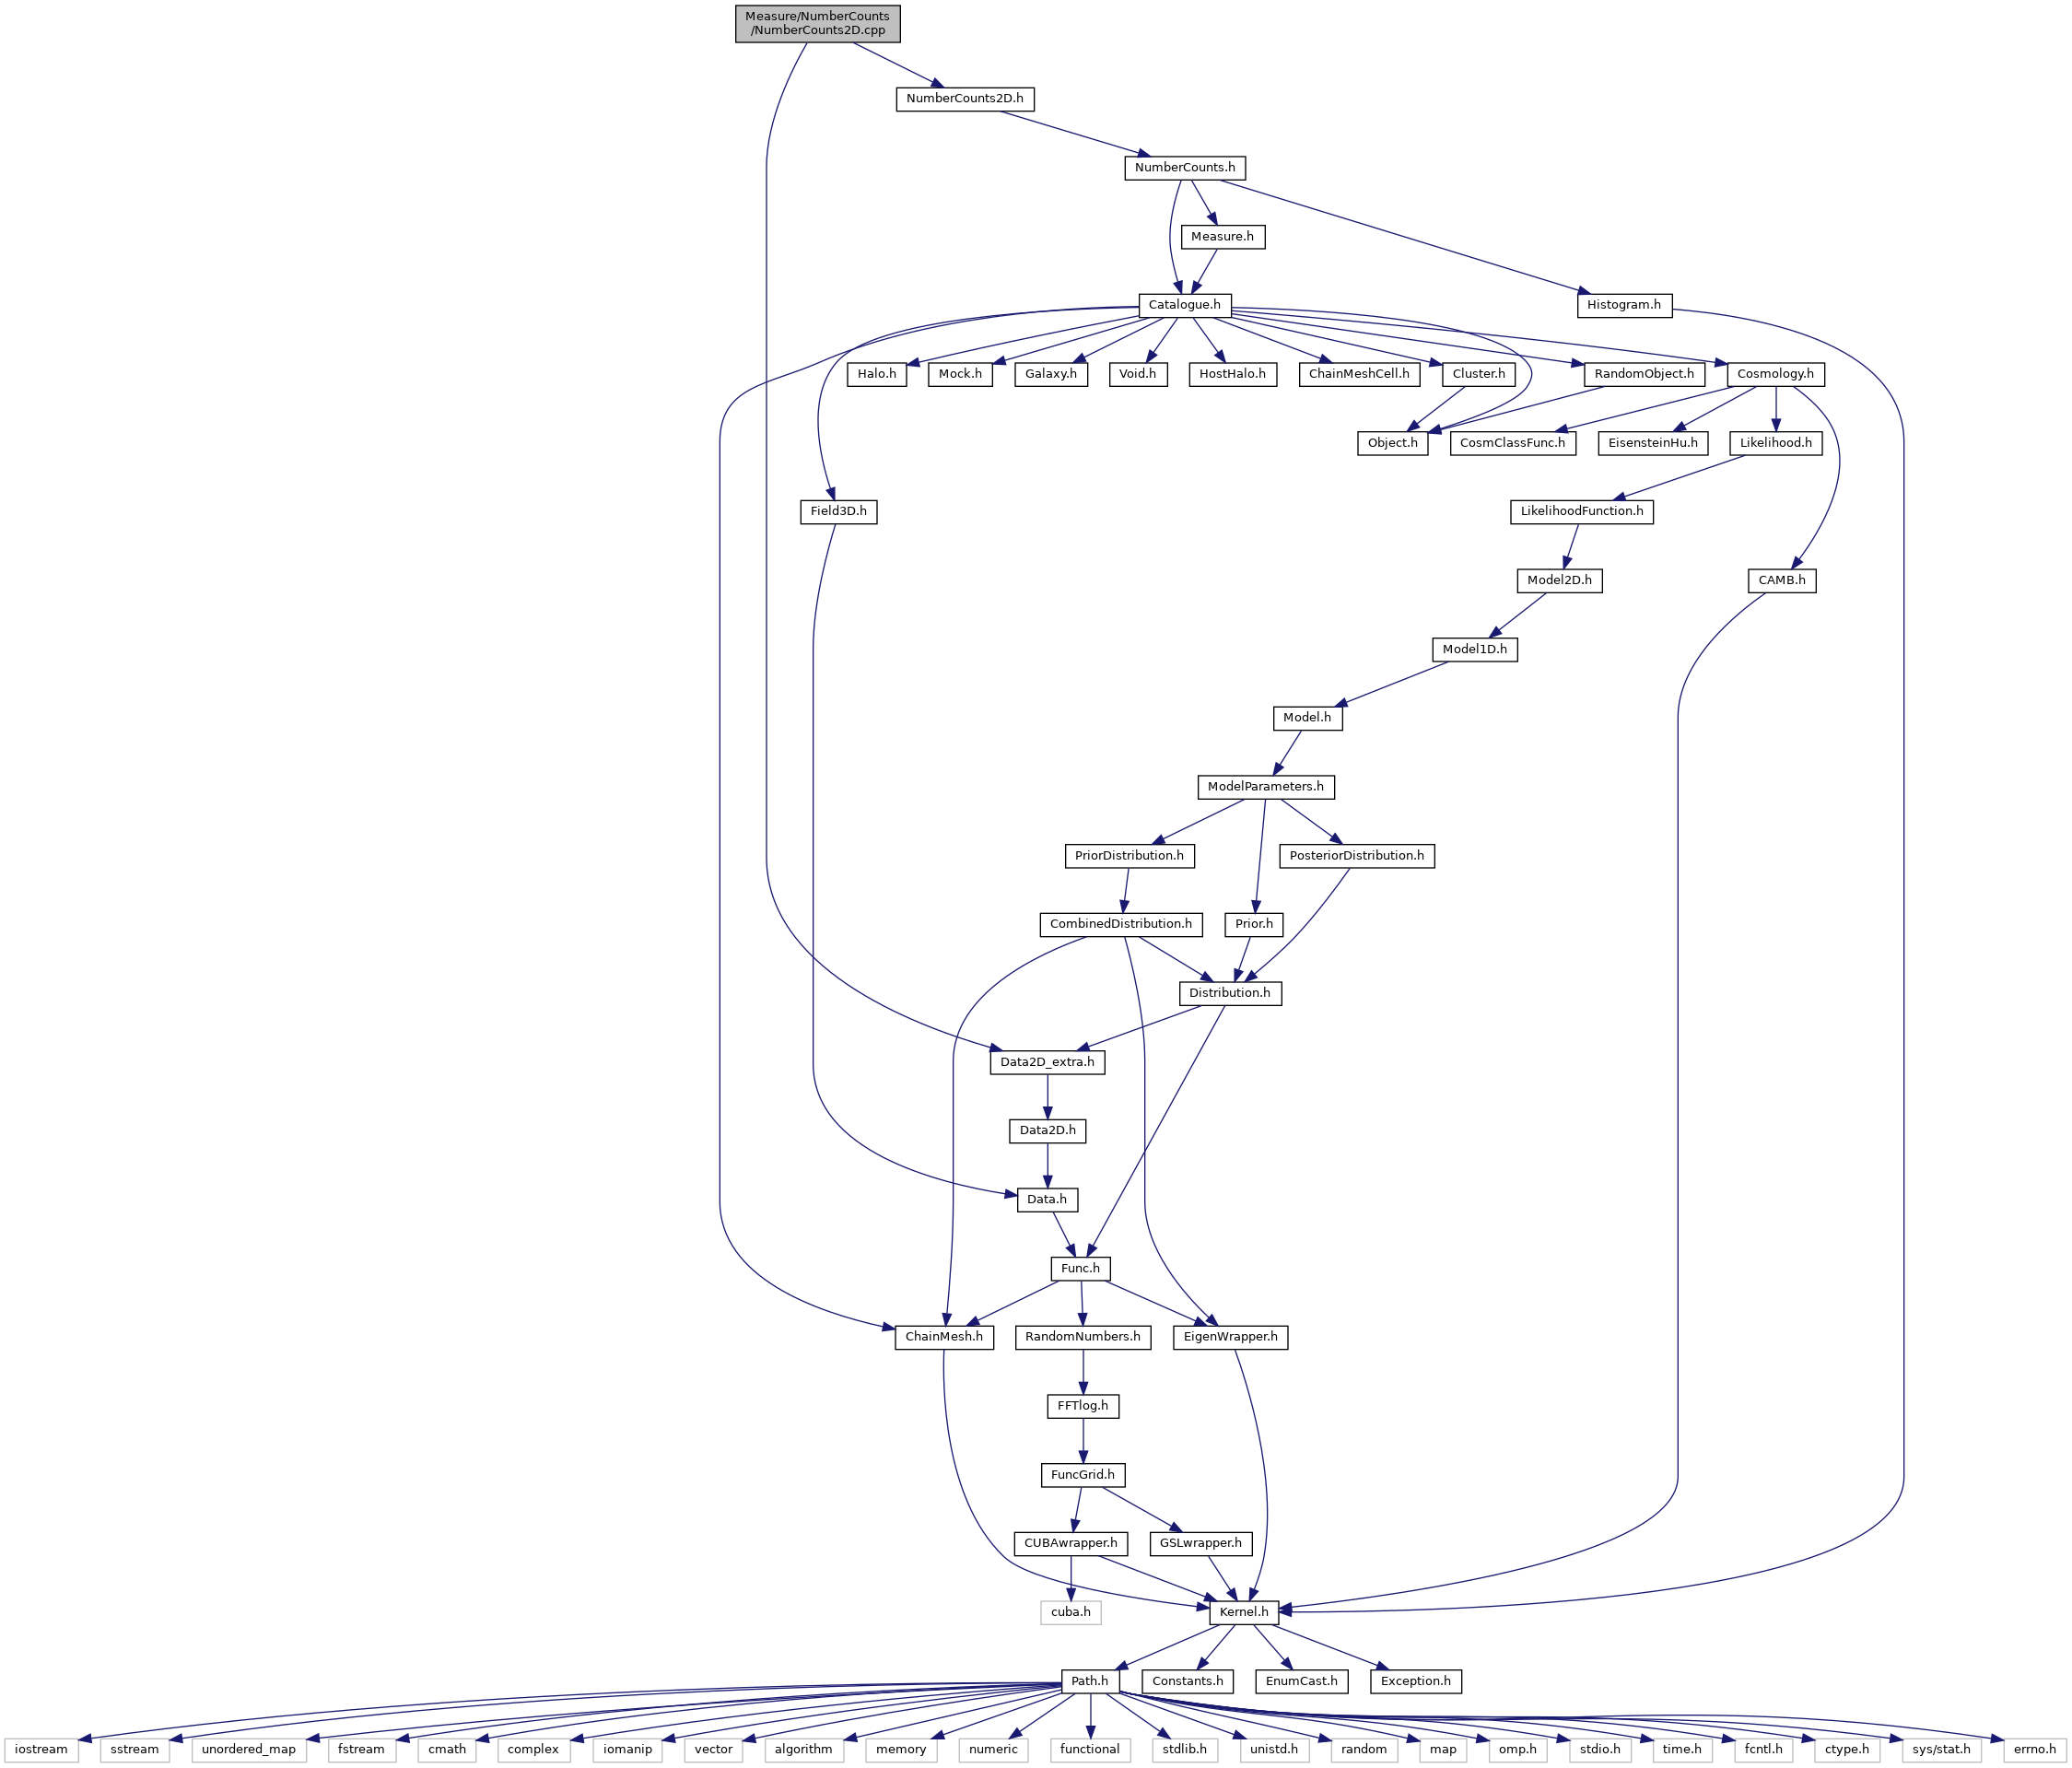 Measure/NumberCounts
/NumberCounts2D.cpp
NumberCounts2D.h
NumberCounts.h
Measure.h
Catalogue.h
Histogram.h
Halo.h
Mock.h
Galaxy.h
Void.h
HostHalo.h
ChainMeshCell.h
Cluster.h
RandomObject.h
Cosmology.h
Object.h
CosmClassFunc.h
EisensteinHu.h
Likelihood.h
Field3D.h
LikelihoodFunction.h
Model2D.h
CAMB.h
Model1D.h
Model.h
ModelParameters.h
PriorDistribution.h
PosteriorDistribution.h
CombinedDistribution.h
Prior.h
Distribution.h
Data2D_extra.h
Data2D.h
Data.h
Func.h
ChainMesh.h
RandomNumbers.h
EigenWrapper.h
FFTlog.h
FuncGrid.h
CUBAwrapper.h
GSLwrapper.h
cuba.h
Kernel.h
Path.h
Constants.h
EnumCast.h
Exception.h
iostream
sstream
unordered_map
fstream
cmath
complex
iomanip
vector
algorithm
memory
numeric
functional
stdlib.h
unistd.h
random
map
omp.h
stdio.h
time.h
fcntl.h
ctype.h
sys/stat.h
errno.h